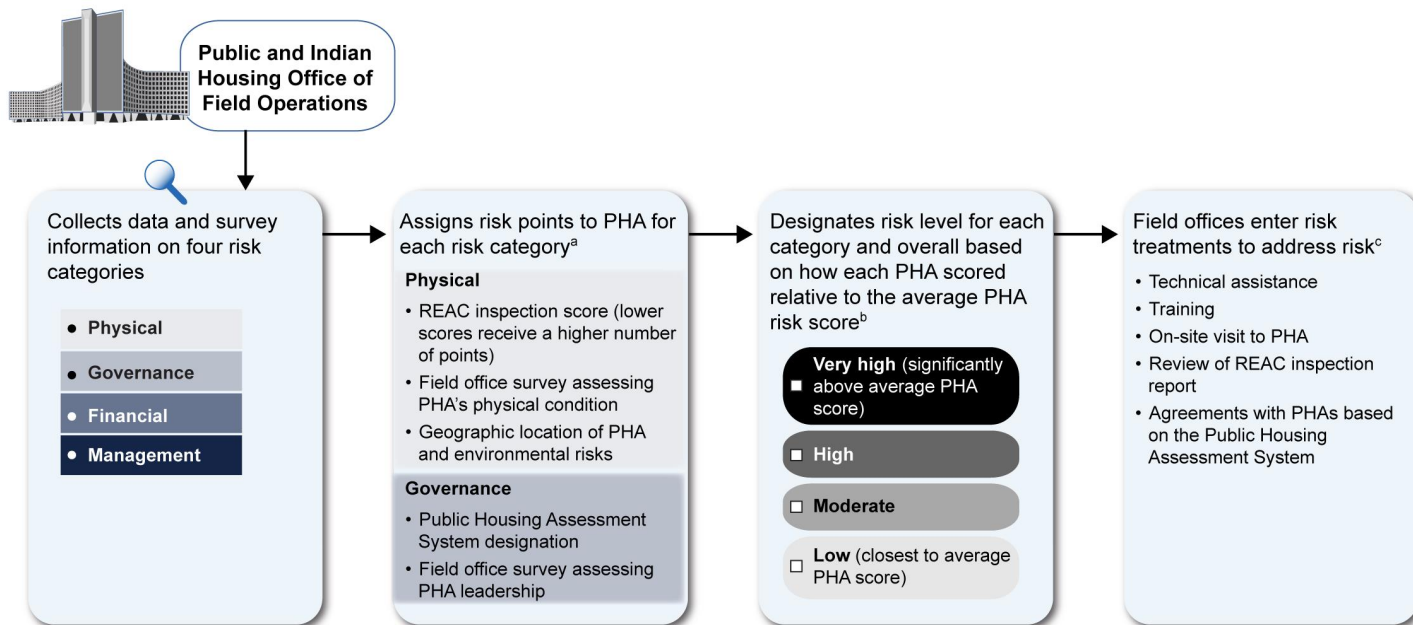 Public and Indian
Housing Office of
Field Operations
Collects data and survey
information on four risk
categories
• Physical
• Governance
• Financial
• Management
Assigns risk points to PHA for
each risk categoryᵃ
Physical
• REAC inspection score (lower
scores receive a higher number
of points)
• Field office survey assessing
PHA's physical condition
• Geographic location of PHA
and environmental risks
Governance
• Public Housing Assessment
System designation
• Field office survey assessing
PHA leadership
Designates risk level for each
category and overall based
on how each PHA scored
relative to the average PHA
risk scoreᵇ
Very high (significantly
above average PHA
score)
High
Moderate
Low (closest to average
PHA score)
Field offices enter risk
treatments to address riskᶜ
• Technical assistance
• Training
• On-site visit to PHA
• Review of REAC inspection
report
• Agreements with PHAs based
on the Public Housing
Assessment System